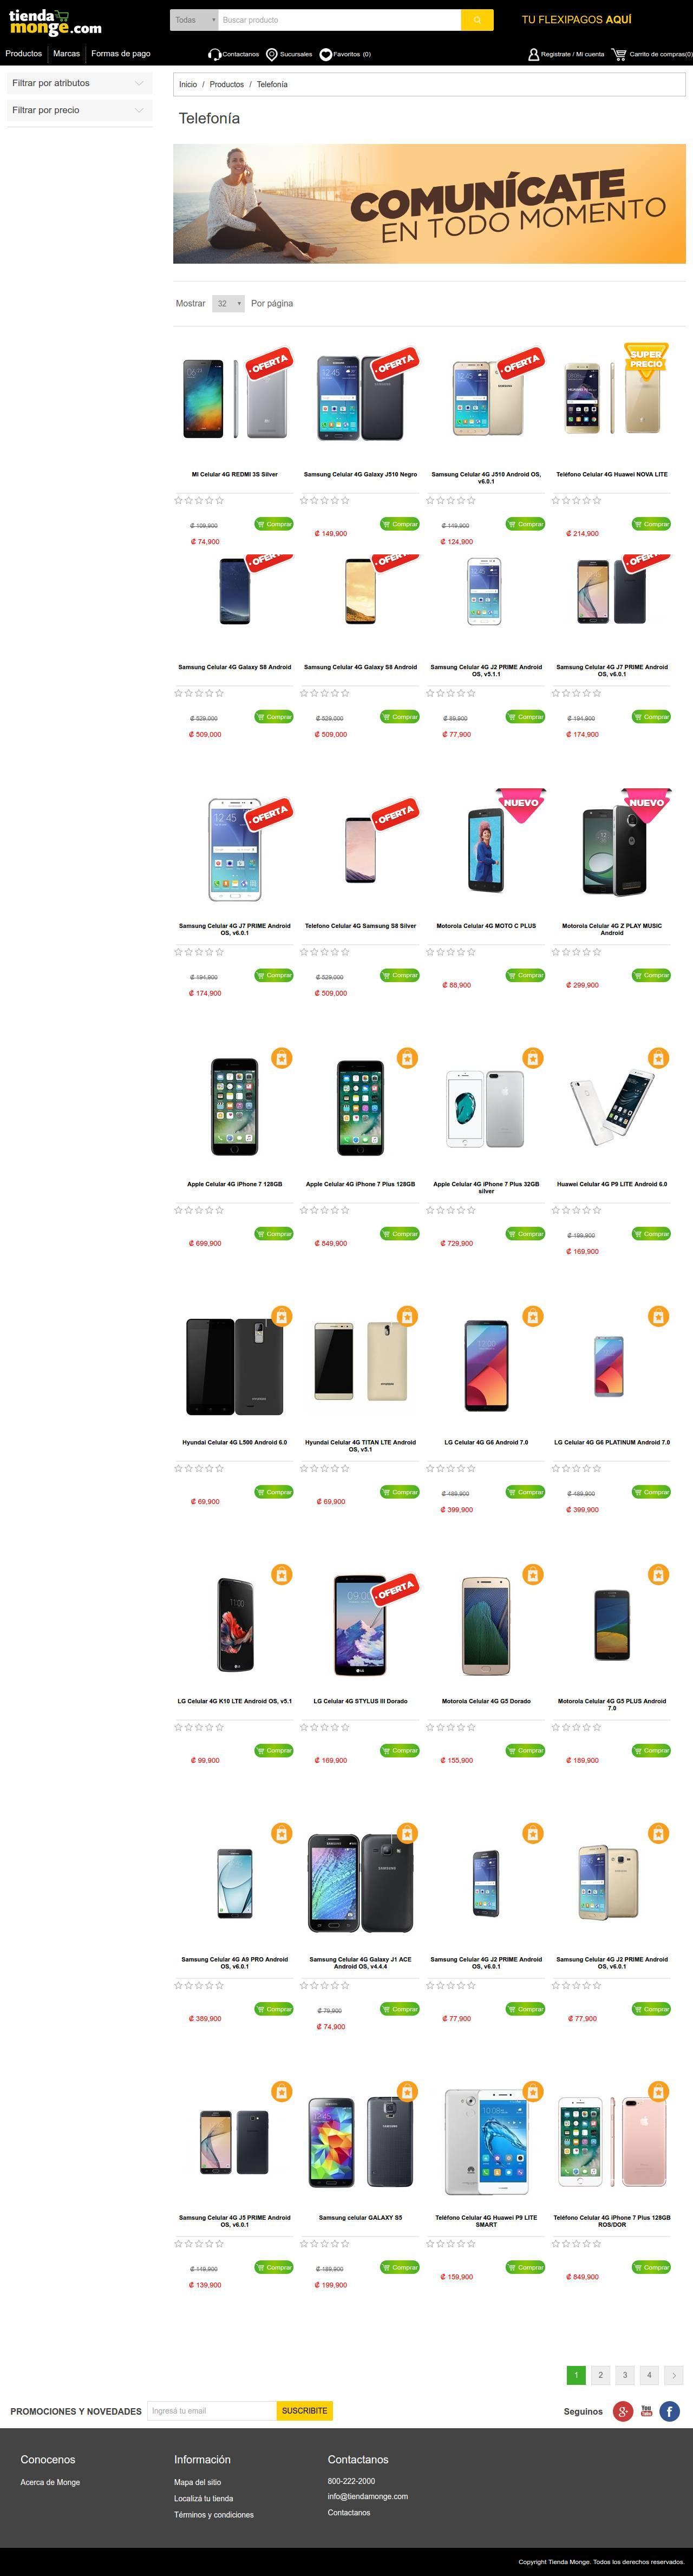 tienda
monge.com
Todas
Buscar producto
TU FLEXIPAGOS AQUÍ
Productos
Marcas
Formas de pago
Contactanos
Sucursales
Favoritos (0)
Registrate / Mi cuenta
Carrito de compras(0)
Filtrar por atributos
Filtrar por precio
Inicio / Productos / Telefonía
Telefonía
COMUNÍCATE
EN TODO MOMENTO
Mostrar 32 Por página
OFERTA
OFERTA
OFERTA
SUPER
PRECIO
MI Celular 4G REDMI 3S Silver
Samsung Celular 4G Galaxy J510 Negro
Samsung Celular 4G J510 Android OS,
v6.0.1
Teléfono Celular 4G Huawei NOVA LITE
₡ 109,900
Comprar
₡ 74,900
₡ 149,900
Comprar
₡ 149,900
Comprar
₡ 124,900
₡ 214,900
Comprar
OFERTA
OFERTA
OFERTA
Samsung Celular 4G Galaxy S8 Android
Samsung Celular 4G Galaxy S8 Android
Samsung Celular 4G J2 PRIME Android
OS, v5.1.1
Samsung Celular 4G J7 PRIME Android
OS, v6.0.1
₡ 529,000
Comprar
₡ 509,000
₡ 529,000
Comprar
₡ 509,000
₡ 89,900
Comprar
₡ 77,900
₡ 194,900
Comprar
₡ 174,900
OFERTA
OFERTA
NUEVO
NUEVO
Samsung Celular 4G J7 PRIME Android
OS, v6.0.1
Telefono Celular 4G Samsung S8 Silver
Motorola Celular 4G MOTO C PLUS
Motorola Celular 4G Z PLAY MUSIC
Android
₡ 194,900
Comprar
₡ 174,900
₡ 529,000
Comprar
₡ 509,000
₡ 88,900
Comprar
₡ 299,900
Comprar
Apple Celular 4G iPhone 7 128GB
Apple Celular 4G iPhone 7 Plus 128GB
Apple Celular 4G iPhone 7 Plus 32GB
silver
Huawei Celular 4G P9 LITE Android 6.0
₡ 699,900
Comprar
₡ 849,900
Comprar
₡ 729,900
Comprar
₡ 199,900
Comprar
₡ 169,900
Hyundai Celular 4G L500 Android 6.0
Hyundai Celular 4G TITAN LTE Android
OS, v5.1
LG Celular 4G G6 Android 7.0
LG Celular 4G G6 PLATINUM Android 7.0
₡ 69,900
Comprar
₡ 69,900
Comprar
₡ 489,900
Comprar
₡ 399,900
₡ 489,900
Comprar
₡ 399,900
OFERTA
LG Celular 4G K10 LTE Android OS, v5.1
LG Celular 4G STYLUS III Dorado
Motorola Celular 4G G5 Dorado
Motorola Celular 4G G5 PLUS Android
7.0
₡ 99,900
Comprar
₡ 169,900
Comprar
₡ 155,900
Comprar
₡ 189,900
Comprar
Samsung Celular 4G A9 PRO Android
OS, v6.0.1
Samsung Celular 4G Galaxy J1 ACE
Android OS, v4.4.4
Samsung Celular 4G J2 PRIME Android
OS, v6.0.1
Samsung Celular 4G J2 PRIME Android
OS, v6.0.1
₡ 389,900
Comprar
₡ 79,900
Comprar
₡ 74,900
₡ 77,900
Comprar
₡ 77,900
Comprar
Samsung Celular 4G J5 PRIME Android
OS, v6.0.1
Samsung celular GALAXY S5
Teléfono Celular 4G Huawei P9 LITE
SMART
Teléfono Celular 4G iPhone 7 Plus 128GB
ROS/DOR
₡ 149,900
Comprar
₡ 139,900
₡ 189,900
Comprar
₡ 199,900
₡ 159,900
Comprar
₡ 849,900
Comprar
1 2 3 4
PROMOCIONES Y NOVEDADES
Ingresá tu email
SUSCRIBITE
Seguinos
Conocenos
Acerca de Monge
Información
Mapa del sitio
Localizá tu tienda
Términos y condiciones
Contactanos
800-222-2000
info@tiendamonge.com
Contactanos
Copyright Tienda Monge. Todos los derechos reservados.